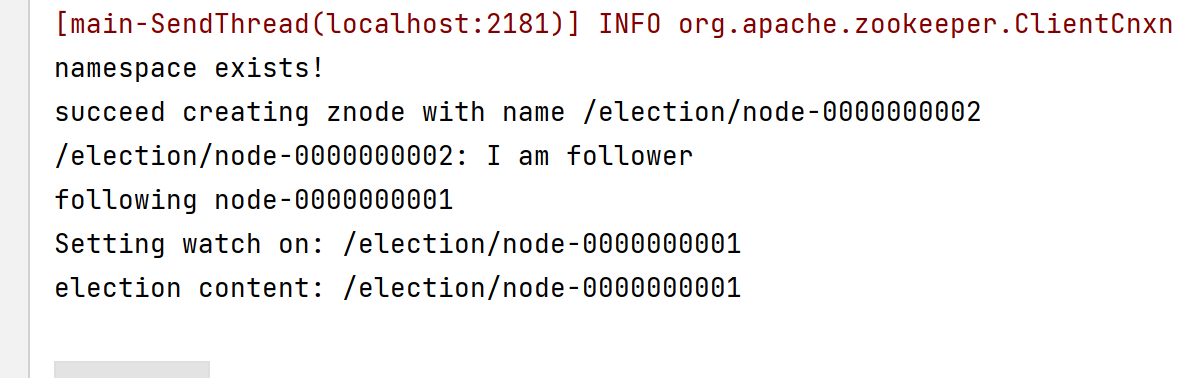 [main-SendThread(localhost:2181)] INFO org.apache.zookeeper.ClientCnxn
namespace exists!
succeed creating znode with name /election/node-0000000002
/election/node-0000000002: I am follower
following node-0000000001
Setting watch on: /election/node-0000000001
election content: /election/node-0000000001